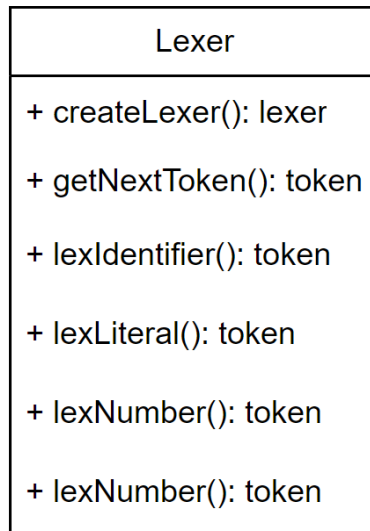 Lexer
+ createLexer(): lexer
+ getNextToken(): token
+ lexIdentifier(): token
+ lexLiteral(): token
+ lexNumber(): token
+ lexNumber(): token